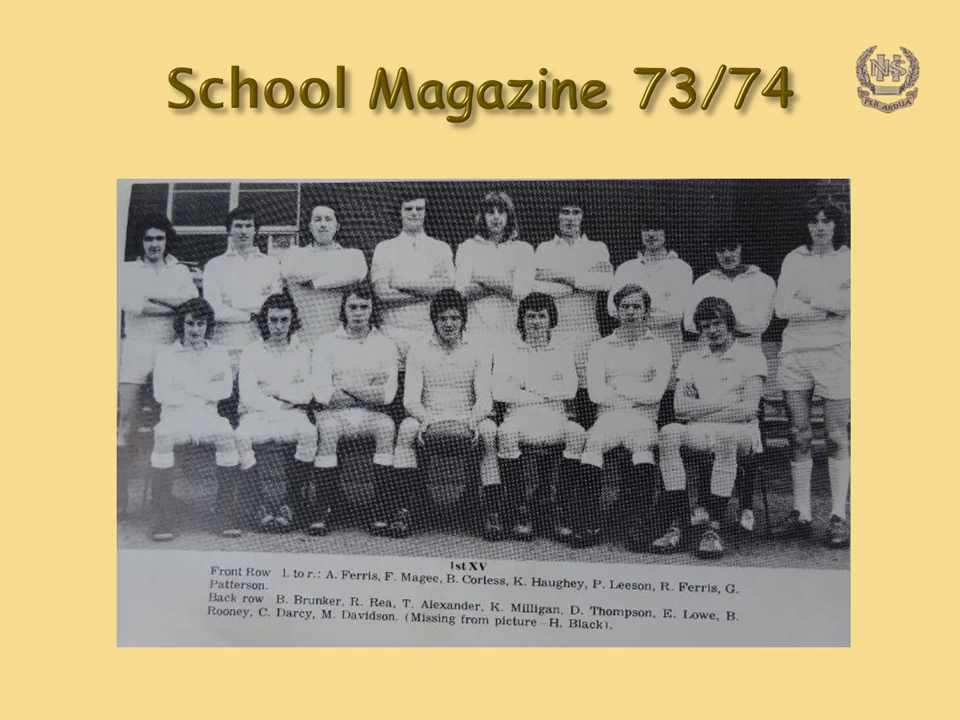 School Magazine 73/74
NIS
PER ARDUA
1st XV
Front Row l. to r.: A. Ferris, F. Magee, B. Corless, K. Haughey, P. Leeson, R. Ferris, G.
Patterson.
Back row B. Brunker, R. Rea, T. Alexander, K. Milligan, D. Thompson, E. Lowe, B.
Rooney, C. Darcy, M. Davidson. (Missing from picture - H. Black).